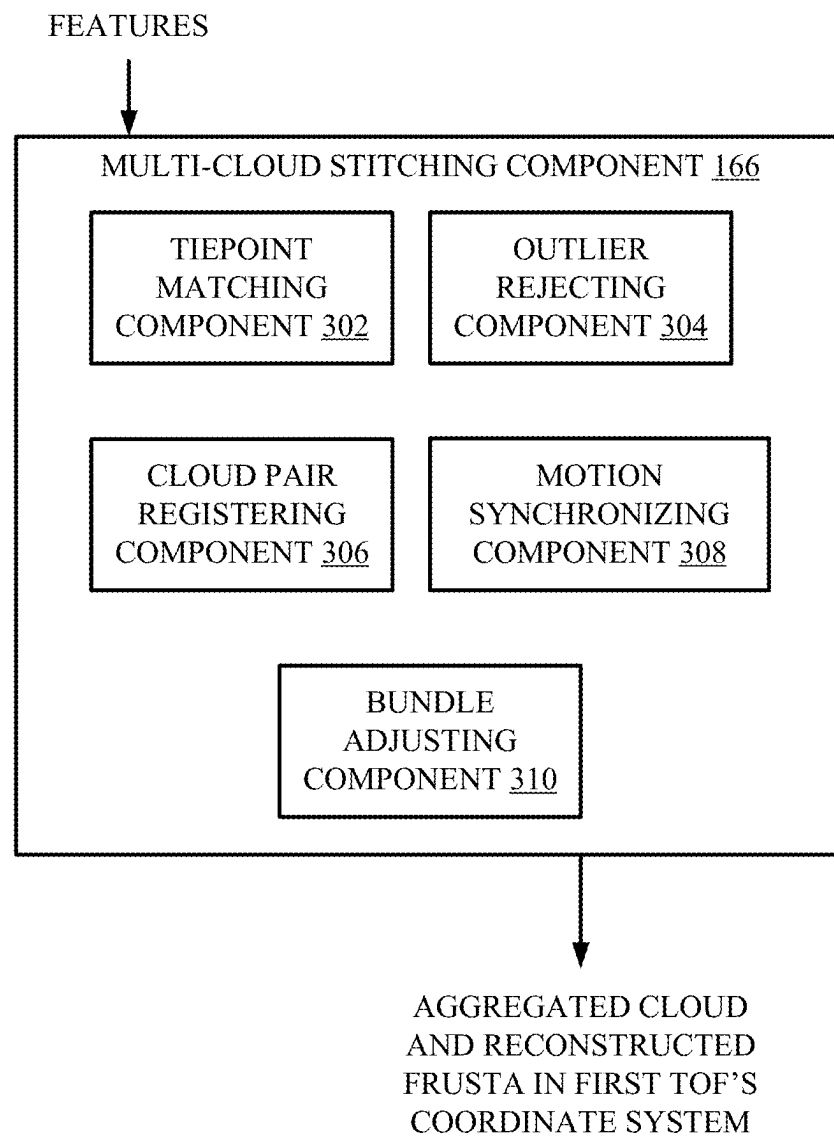 FEATURES
MULTI-CLOUD STITCHING COMPONENT 166
TIEPOINT
MATCHING
COMPONENT 302
OUTLIER
REJECTING
COMPONENT 304
CLOUD PAIR
REGISTERING
COMPONENT 306
MOTION
SYNCHRONIZING
COMPONENT 308
BUNDLE
ADJUSTING
COMPONENT 310
AGGREGATED CLOUD
AND RECONSTRUCTED
FRUSTA IN FIRST TOF'S
COORDINATE SYSTEM